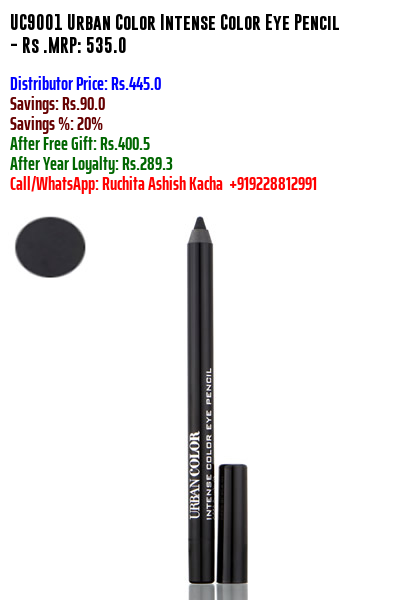 UC9001 Urban Color Intense Color Eye Pencil
- Rs .MRP: 535.0
Distributor Price: Rs.445.0
Savings: Rs.90.0
Savings %: 20%
After Free Gift: Rs.400.5
After Year Loyalty: Rs.289.3
Call/WhatsApp: Ruchita Ashish Kacha +919228812991
URBAN COLOR
INTENSE COLOR EYE PENCIL